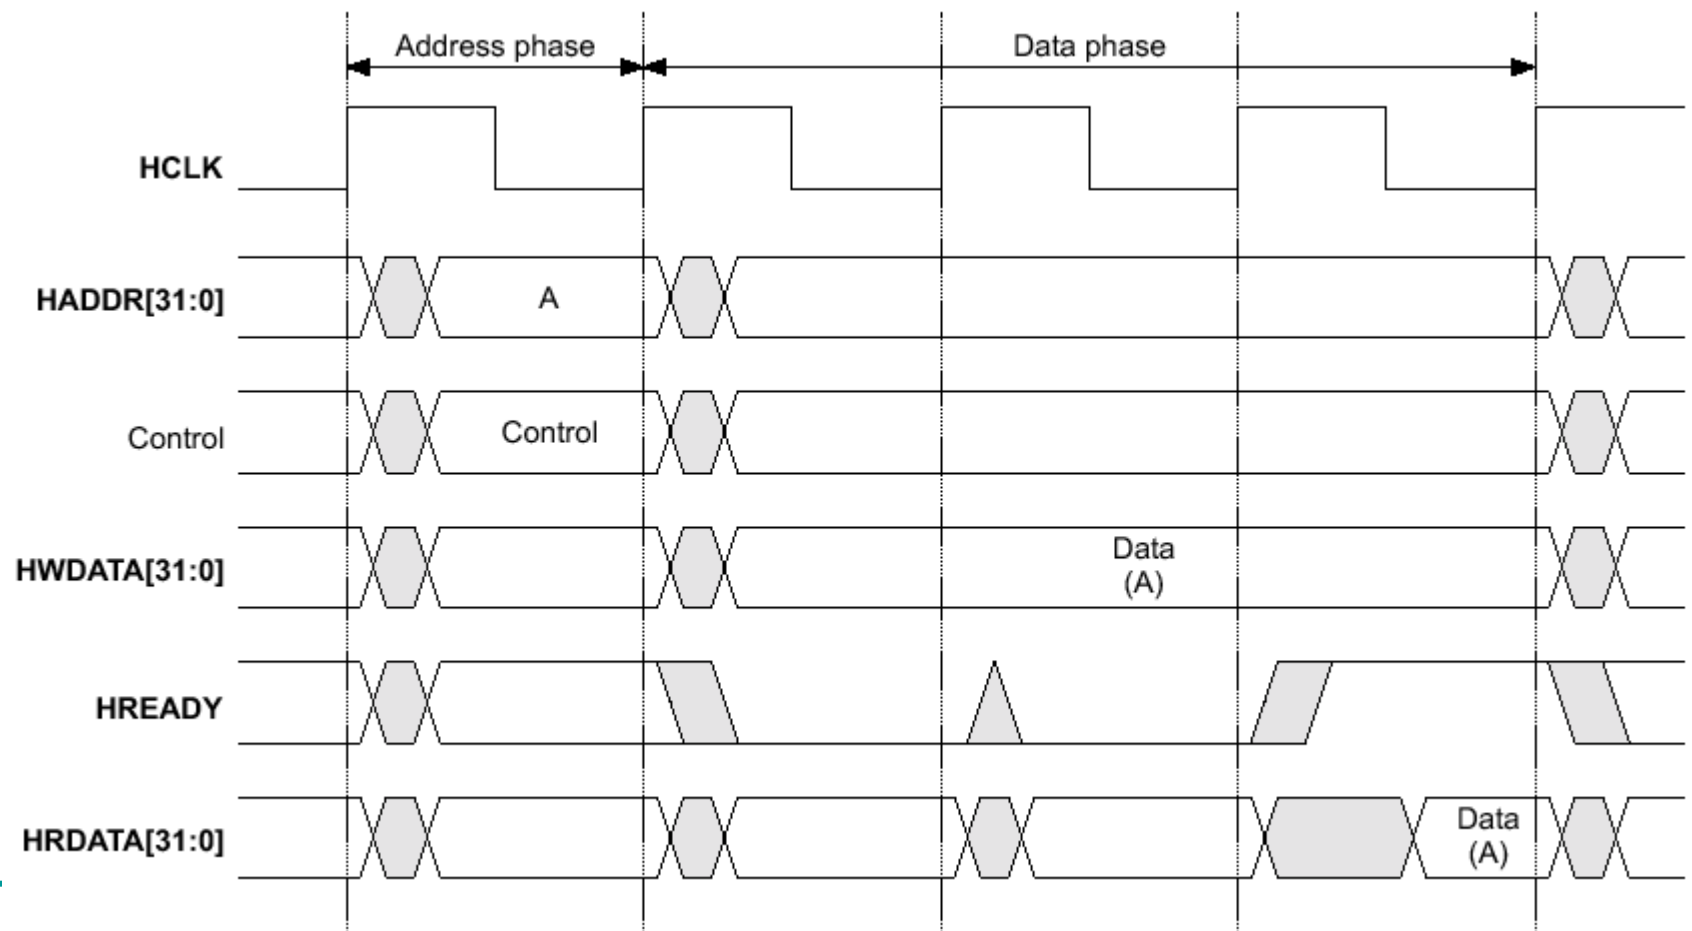 Address phase
Data phase
HCLK
HADDR[31:0]
A
Control
Control
HWDATA[31:0]
Data
(A)
HREADY
HRDATA[31:0]
Data
(A)